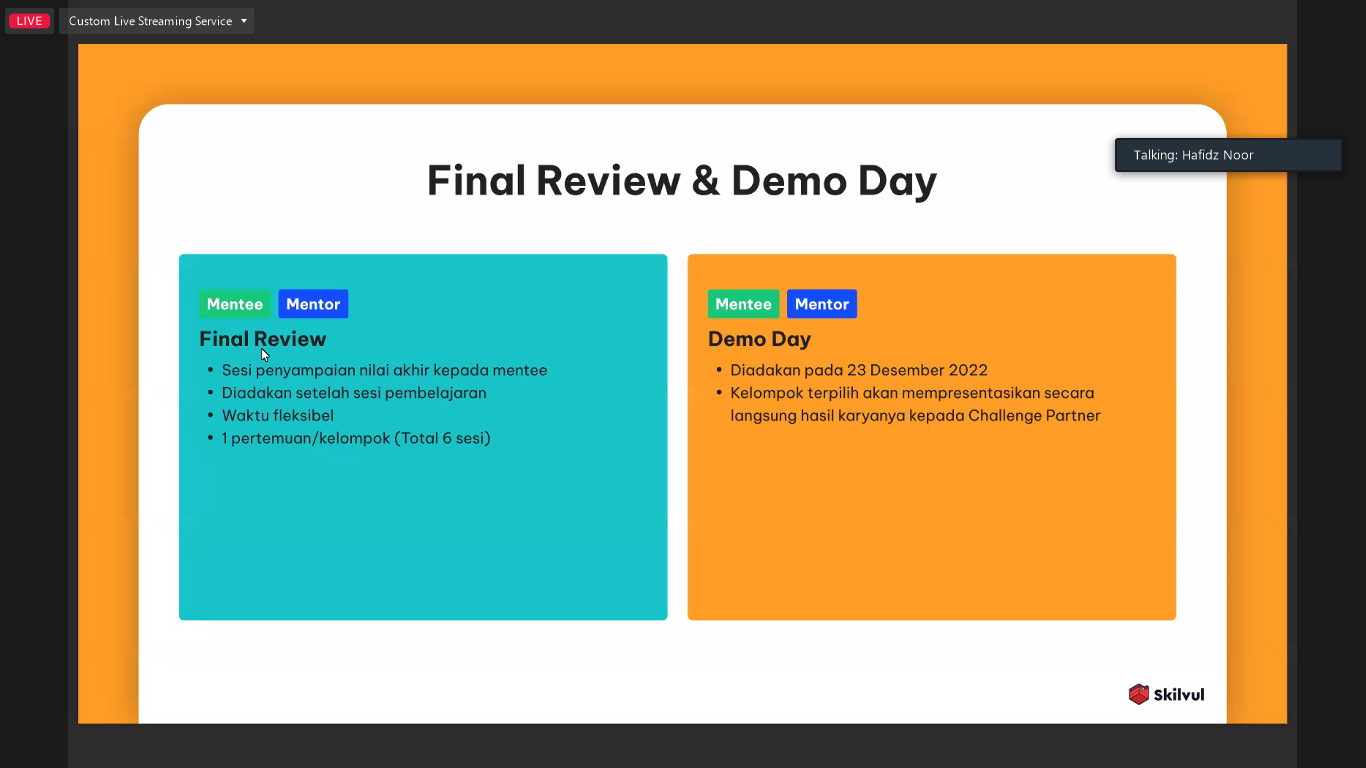 LIVE
Custom Live Streaming Service
Talking: Hafidz Noor
Final Review & Demo Day
Mentee
Mentor
Final Review
• Sesi penyampaian nilai akhir kepada mentee
• Diadakan setelah sesi pembelajaran
• Waktu fleksibel
• 1 pertemuan/kelompok (Total 6 sesi)
Mentee
Mentor
Demo Day
• Diadakan pada 23 Desember 2022
• Kelompok terpilih akan mempresentasikan secara
langsung hasil karyanya kepada Challenge Partner
Skilvul